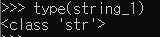 >>> type(string_1)
<class 'str'>